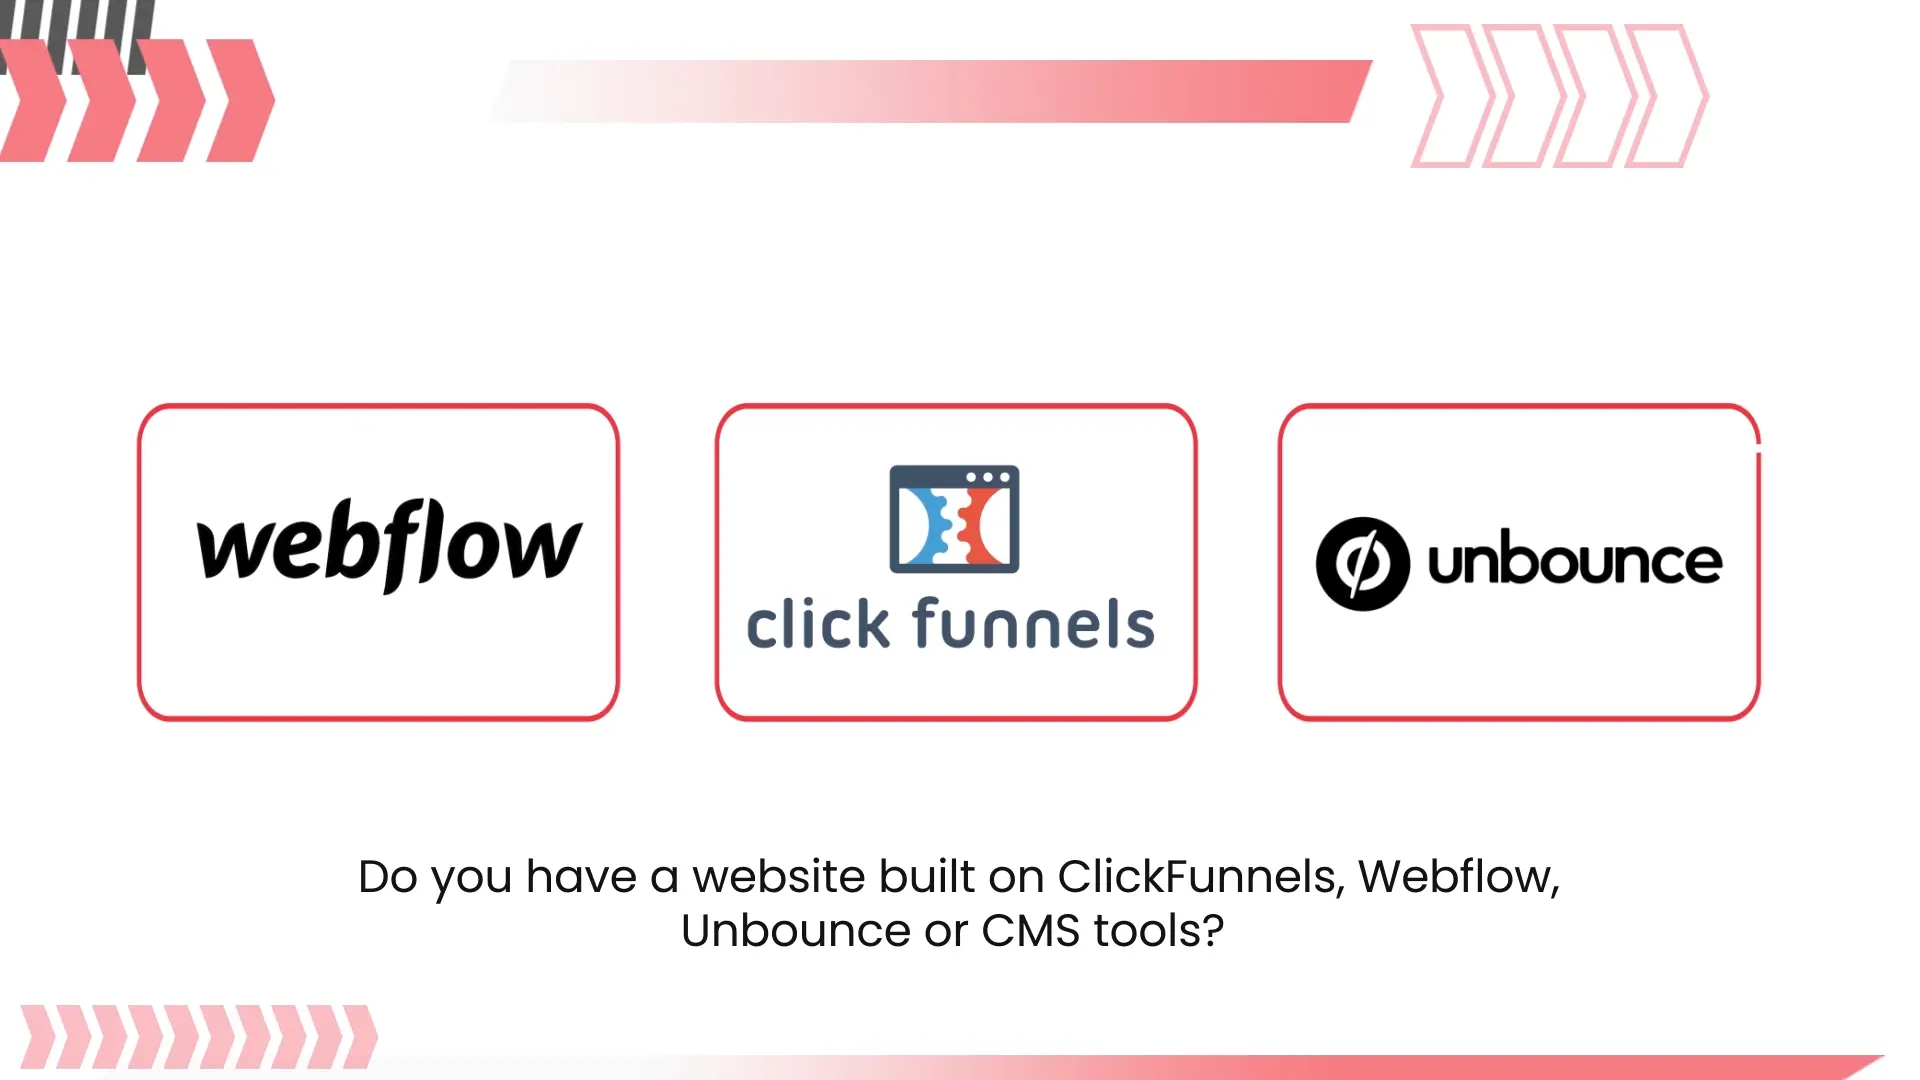 webflow
click funnels
unbounce
Do you have a website built on ClickFunnels, Webflow,
Unbounce or CMS tools?